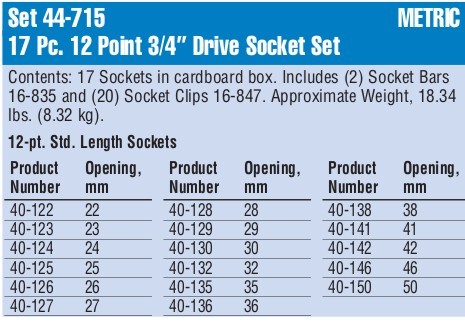 Set 44-715 METRIC
17 Pc. 12 Point 3/4" Drive Socket Set
Contents: 17 Sockets in cardboard box. Includes (2) Socket Bars
16-835 and (20) Socket Clips 16-847. Approximate Weight, 18.34
lbs. (8.32 kg).
12-pt. Std. Length Sockets
Product Opening, Product Opening, Product Opening,
Number mm Number mm Number mm
40-122 22 40-128 28 40-138 38
40-123 23 40-129 29 40-141 41
40-124 24 40-130 30 40-142 42
40-125 25 40-132 32 40-146 46
40-126 26 40-135 35 40-150 50
40-127 27 40-136 36